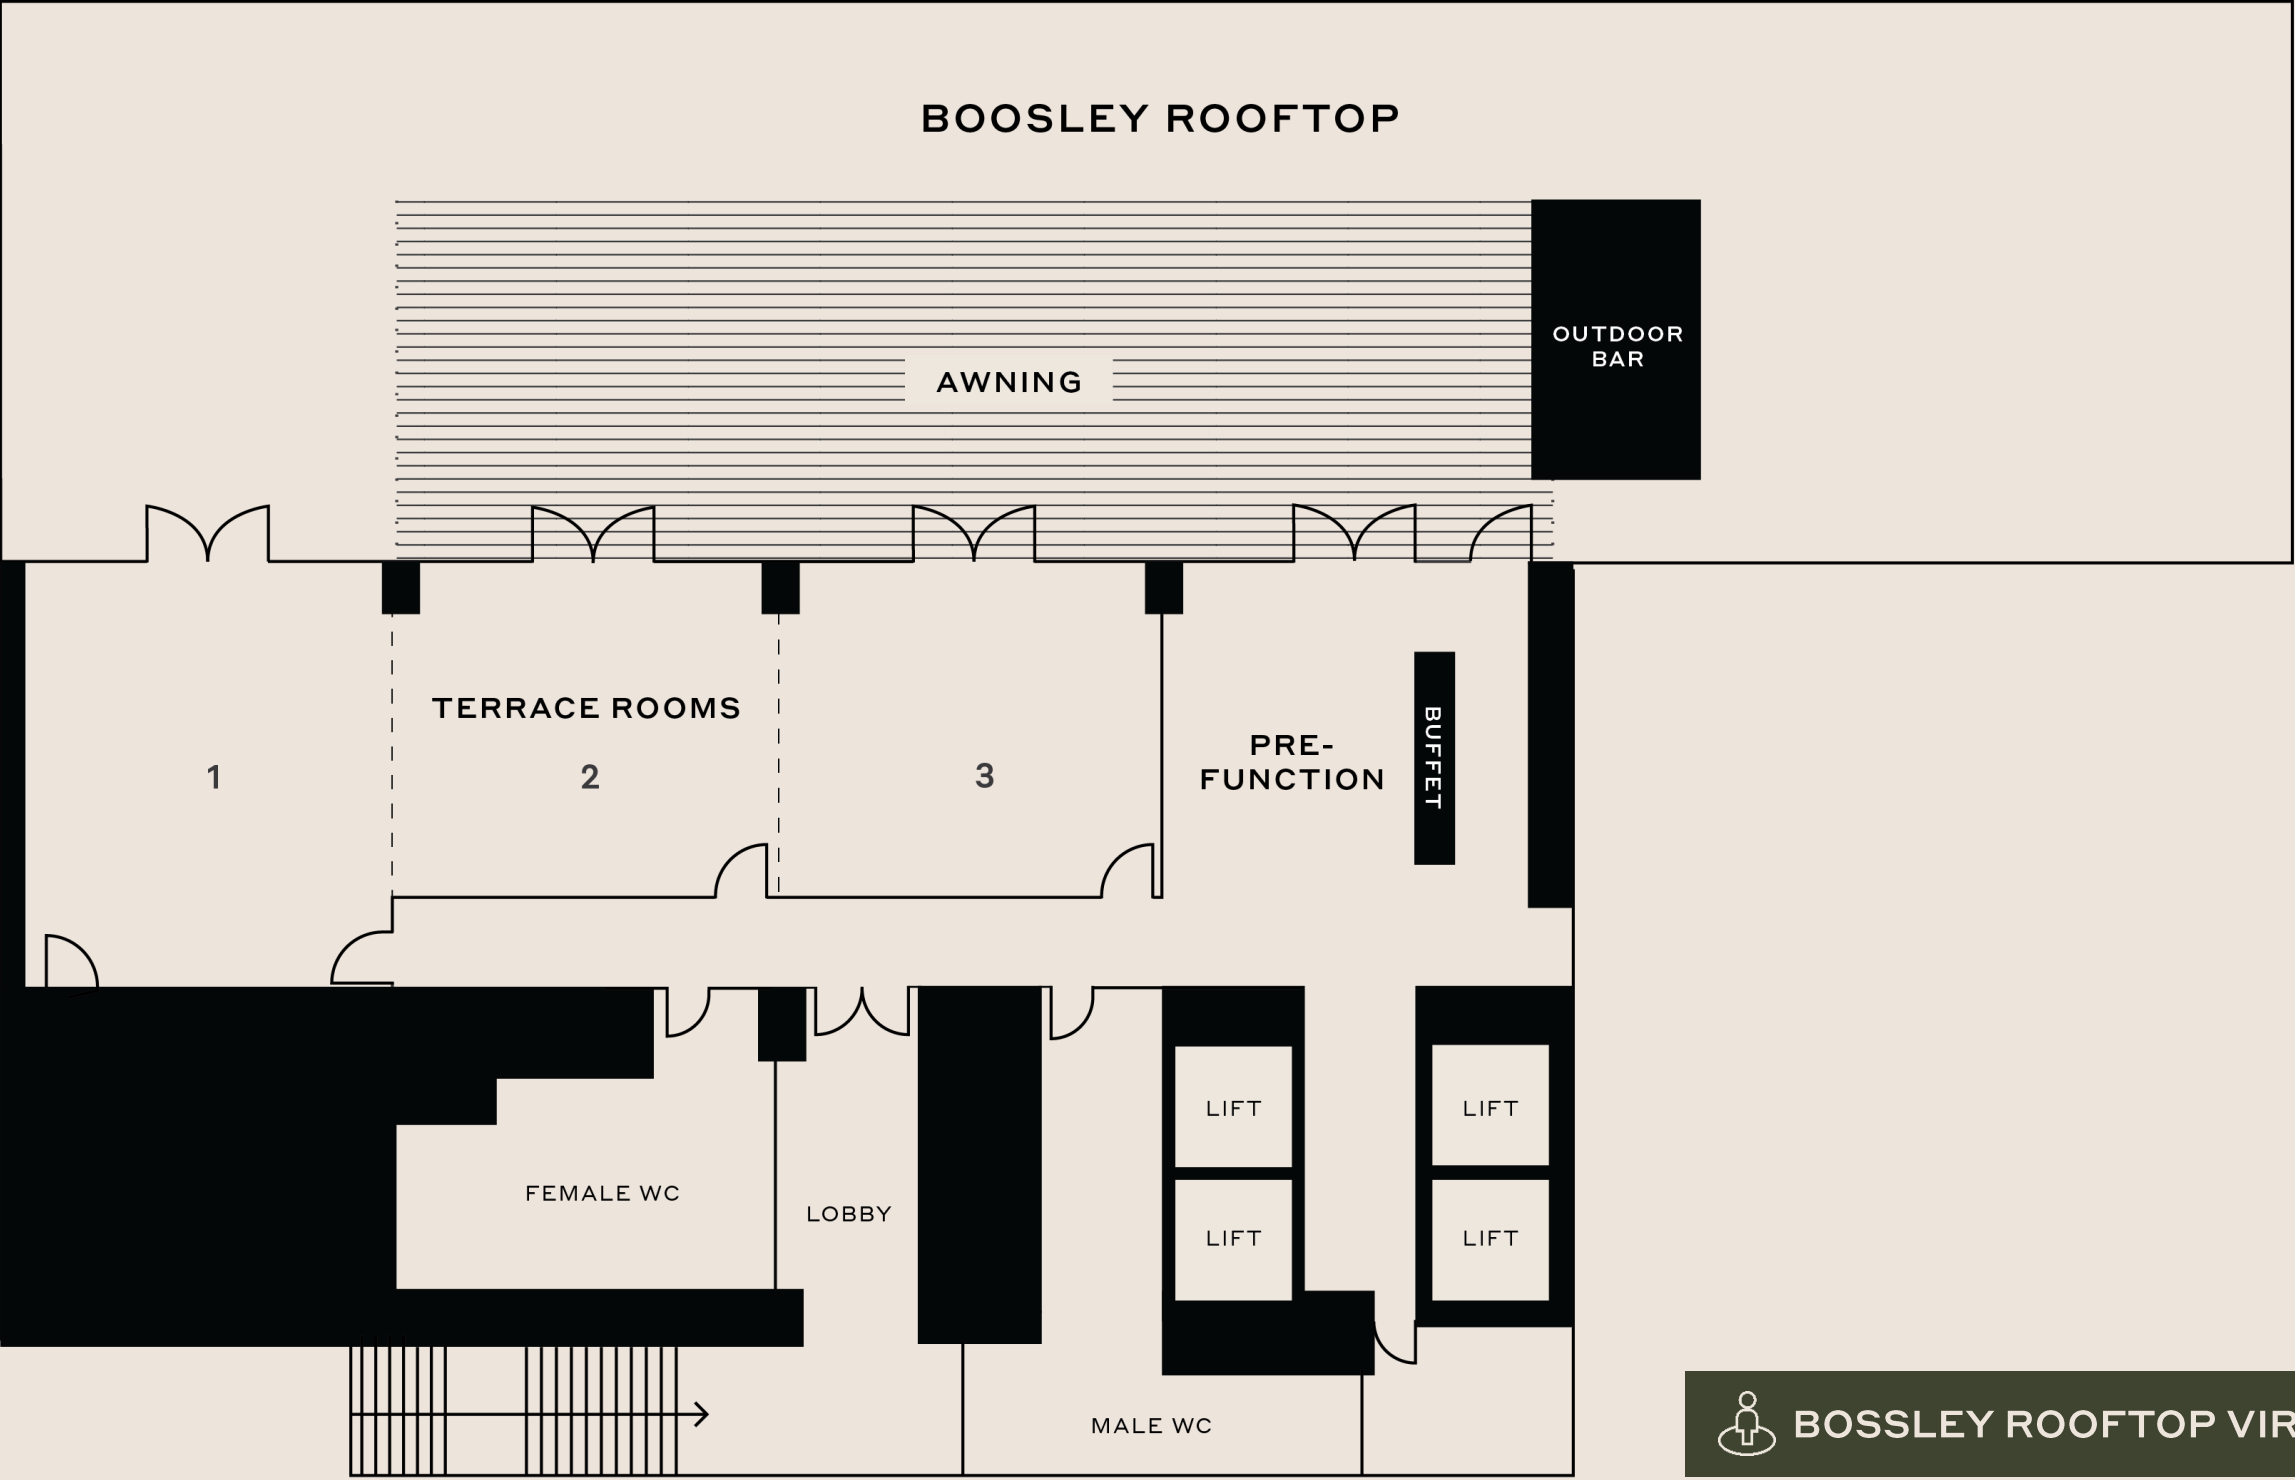 BOOSLEY ROOFTOP
OUTDOOR
BAR
AWNING
TERRACE ROOMS
1
2
3
PRE-
FUNCTION
BUFFET
LIFT
LIFT
FEMALE WC
LOBBY
LIFT
LIFT
MALE WC
BOSSLEY ROOFTOP